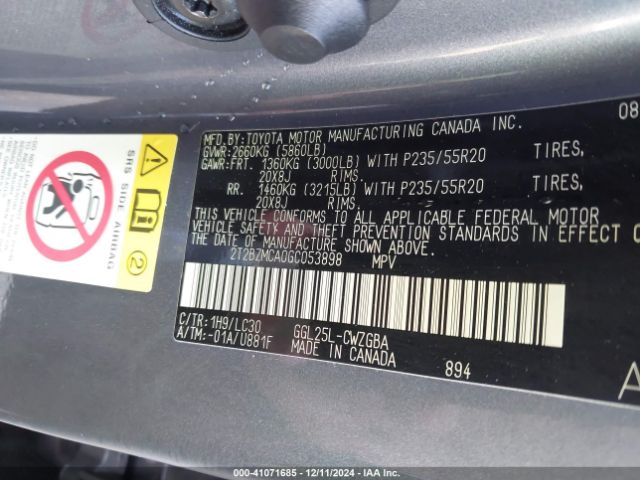 MFD.BY:TOYOTA MOTOR MANUFACTURING CANADA INC. 08
GVWR:2660KG (5860LB)
GAWR:FRT. 1360KG (3000LB) WITH P235/55R20 TIRES,
20X8J RIMS.
RR. 1460KG (3215LB) WITH P235/55R20 TIRES,
20X8J RIMS.
THIS VEHICLE CONFORMS TO ALL APPLICABLE FEDERAL MOTOR
VEHICLE SAFETY AND THEFT PREVENTION STANDARDS IN EFFECT O
THE DATE OF MANUFACTURE SHOWN ABOVE.
2T2BZMCA0GC053898 MPV
C/TR:1H9/LC30 GGL25L-CWZGBA
A/TM:-01A/U881F MADE IN CANADA 894
A
SRS SIDE AIRBAG
2
000-41071685 • 12/11/2024 • IAAI.COM